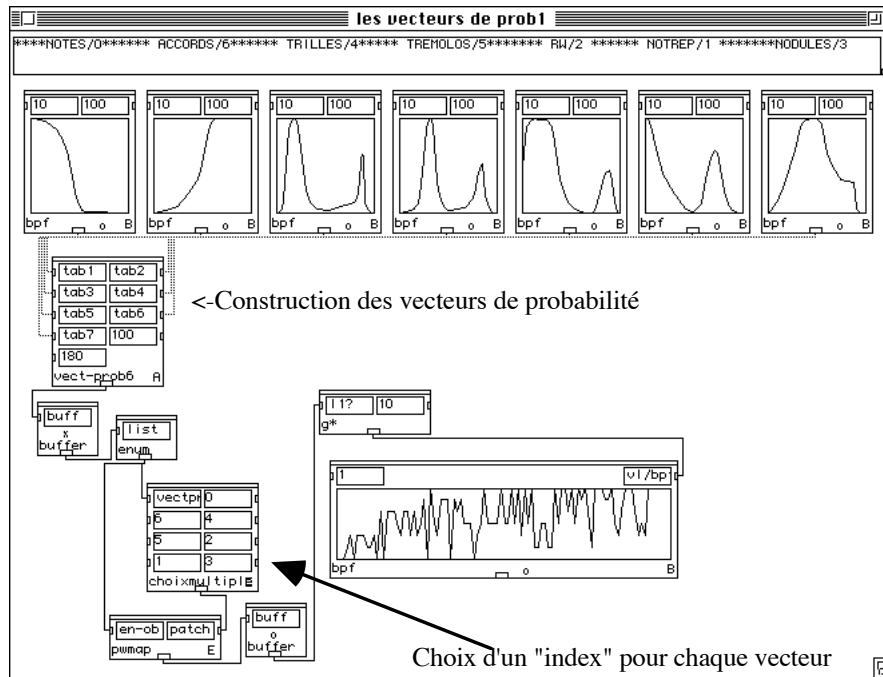 les vecteurs de prob1
****NOTES/0****** ACCORDS/6****** TRILLES/4***** TREMOLOS/5****** RW/2 ****** NOTREP/1 *******NODULES/3
10 100 10 100 10 100 10 100 10 100 10 100 10 100
bpf o B bpf o B bpf o B bpf o B bpf o B bpf o B bpf o B
tab1 tab2
tab3 tab4
tab5 tab6
tab7 100
180
vect-prob6 A
<-Construction des vecteurs de probabilité
buff
x
buffer
list
enum
l1? 10
g*
1 vl/bpf
bpf o B
vectpr 0
6 4
5 2
1 3
choixmultiplE
en-ob patch
pwmap E
buff
o
buffer
Choix d'un "index" pour chaque vecteur